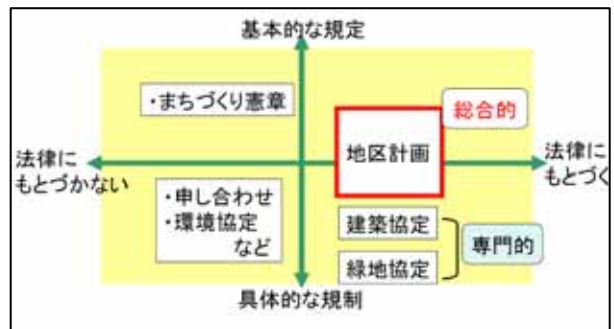 基本的な規定
・まちづくり憲章
総合的
地区計画
法律に
もとづかない
法律に
もとづく
・申し合わせ
・環境協定
など
建築協定
緑地協定
専門的
具体的な規制